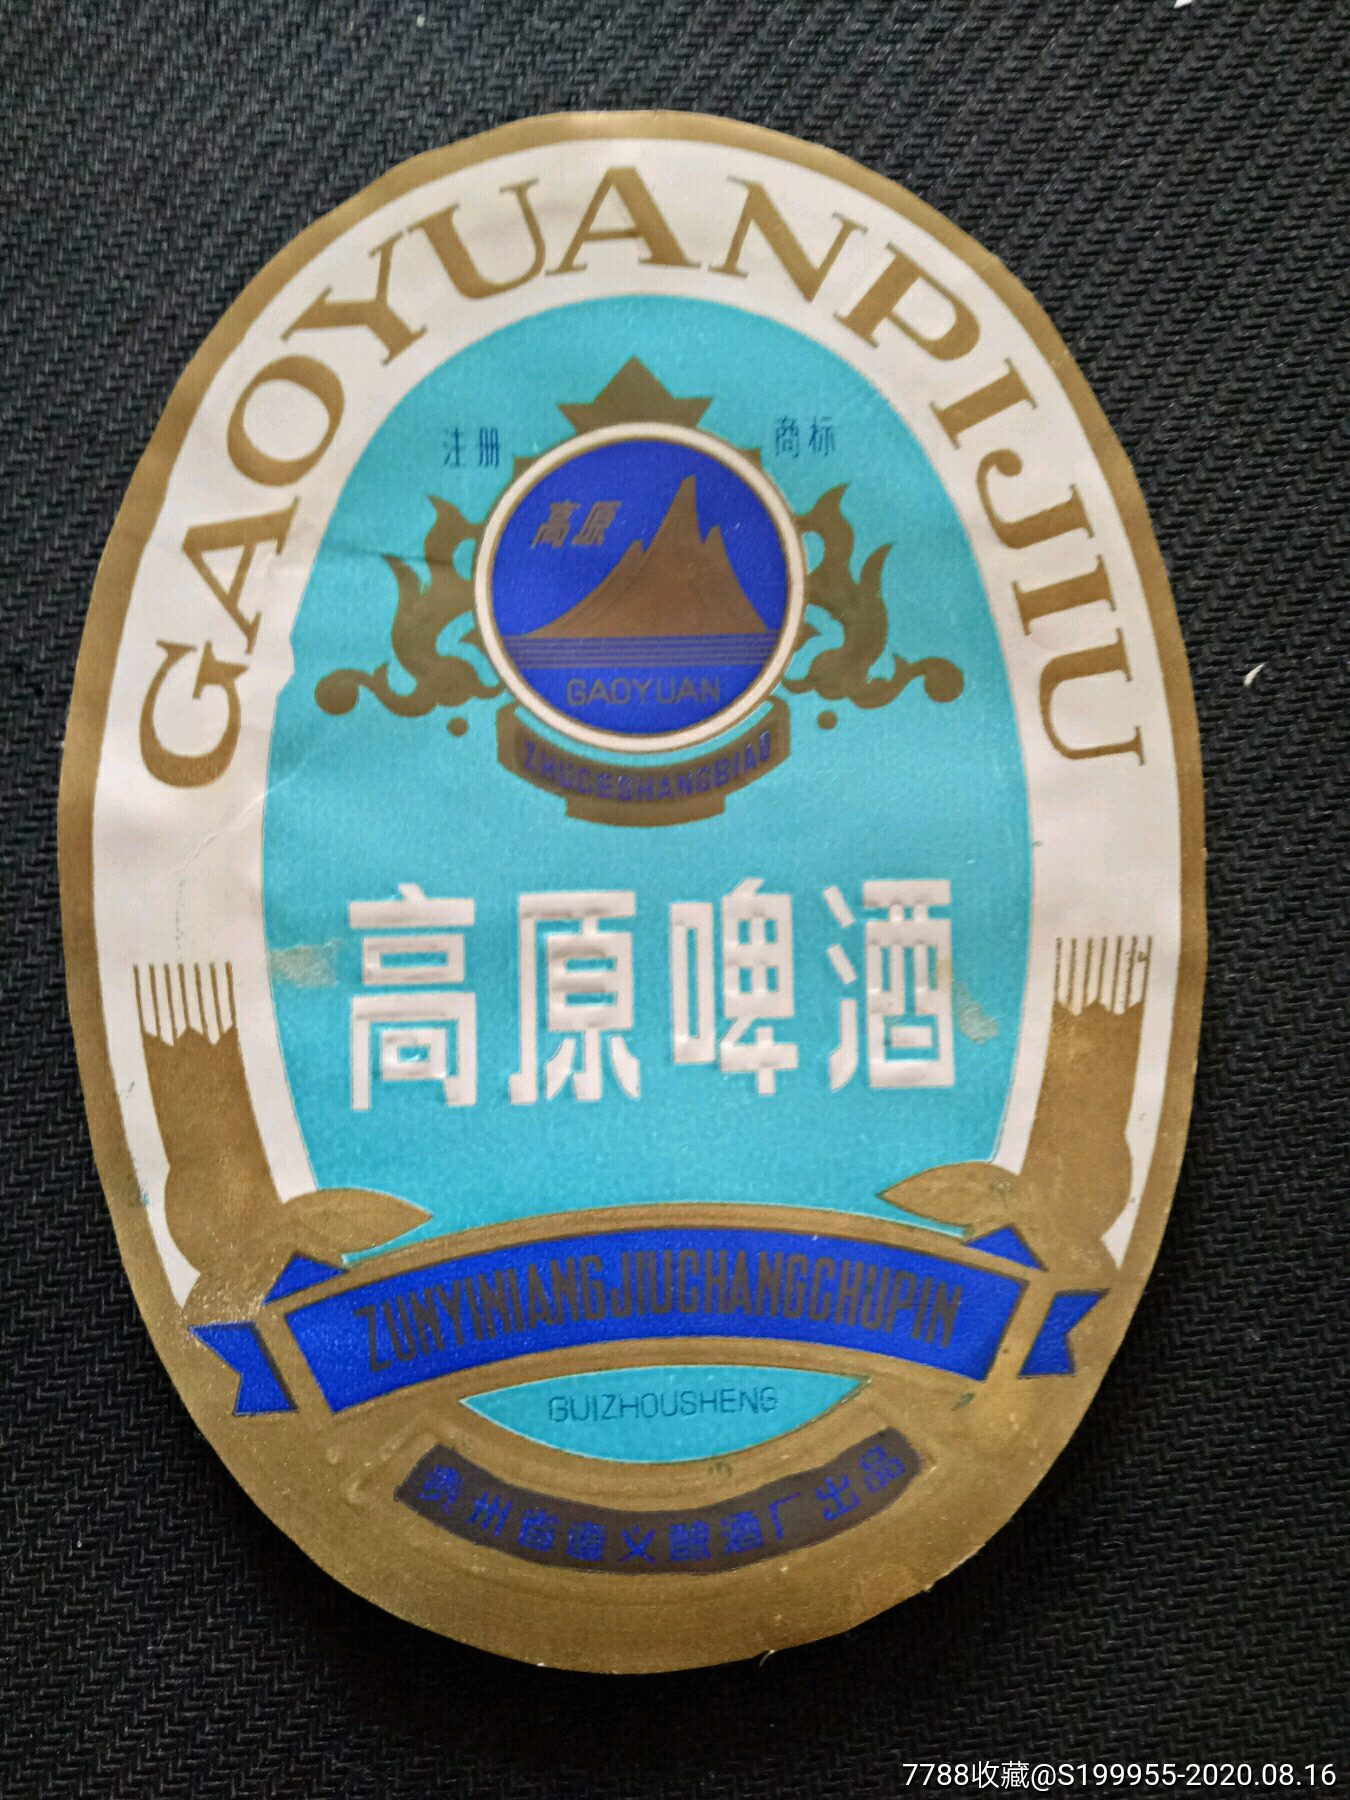 GAOYUANPIJIU
注册 商标
高原
GAOYUAN
ZHUCESHANGBIAO
高原啤酒
ZUNYINIANGJIUCHANGCHUPIN
GUIZHOUSHENG
贵州省遵义酿酒厂出品
7788收藏@S199955-2020.08.16